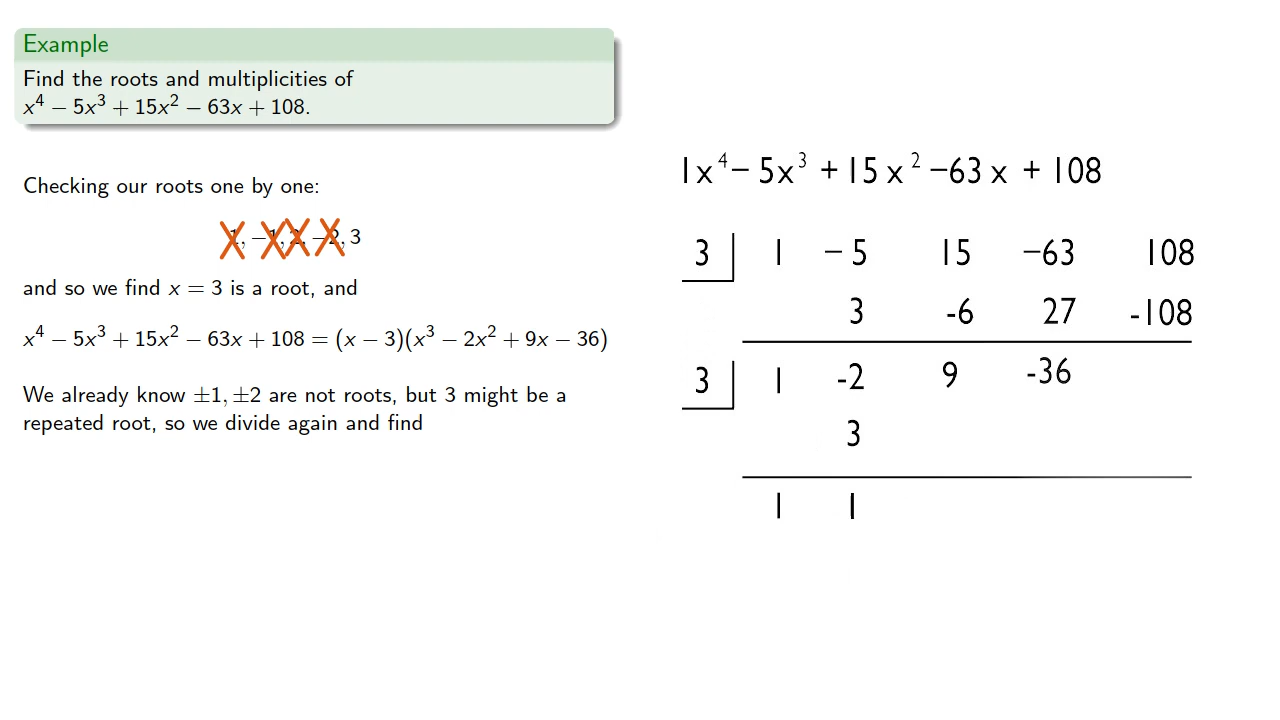 Example
Find the roots and multiplicities of
x⁴ − 5x³ + 15x² − 63x + 108.
Checking our roots one by one:
1, −1, 2, −2, 3
and so we find x = 3 is a root, and
x⁴ − 5x³ + 15x² − 63x + 108 = (x − 3)(x³ − 2x² + 9x − 36)
We already know ±1, ±2 are not roots, but 3 might be a
repeated root, so we divide again and find
1x⁴ − 5x³ + 15x² −63x + 108
3 1 −5 15 −63 108
3 -6 27 -108
3 1 -2 9 -36
3
1 1